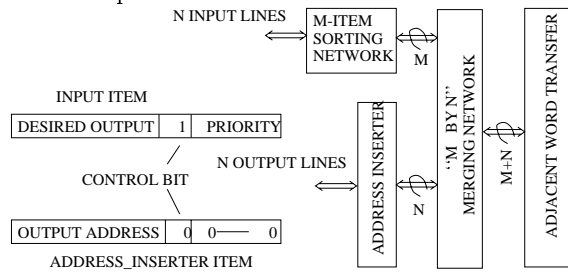 N INPUT LINES
M-ITEM
SORTING
NETWORK
M
INPUT ITEM
DESIRED OUTPUT 1 PRIORITY
CONTROL BIT
OUTPUT ADDRESS 0 0 0
ADDRESS_INSERTER ITEM
N OUTPUT LINES
ADDRESS INSERTER
N
"M BY N"
MERGING NETWORK
M+N
ADJACENT WORD TRANSFER